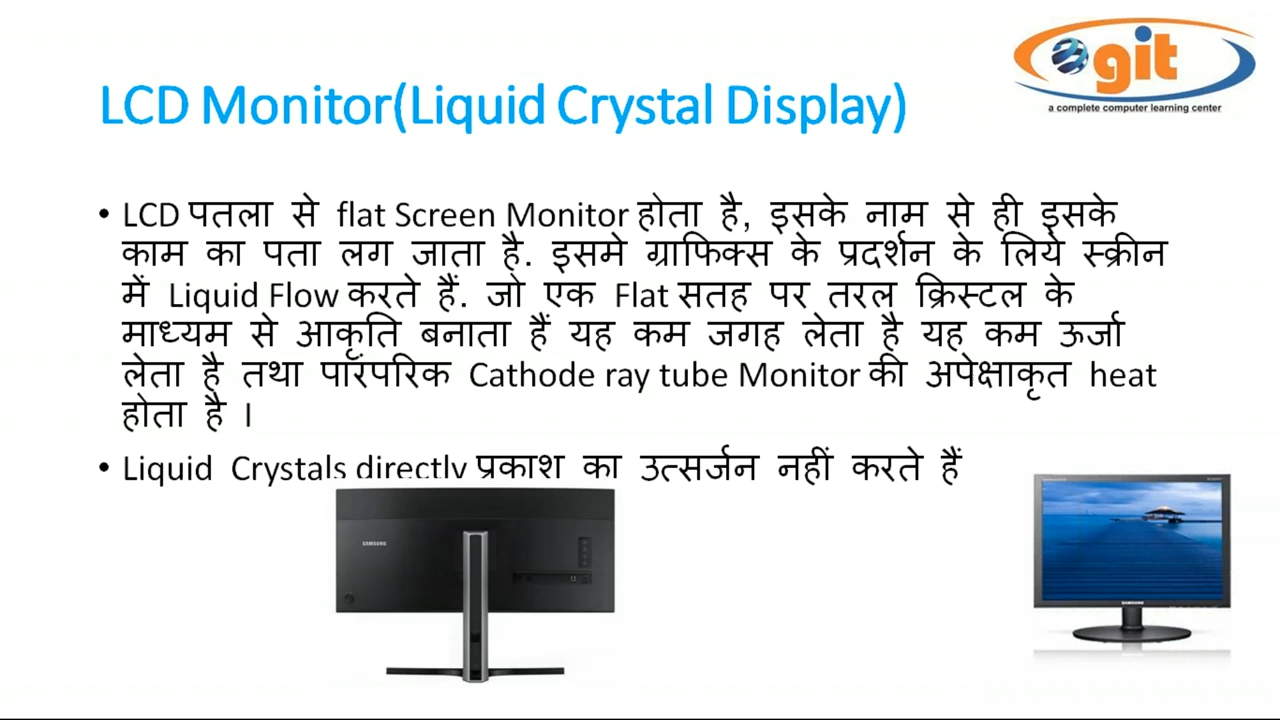 egit
a complete computer learning center
LCD Monitor(Liquid Crystal Display)
• LCD पतला से flat Screen Monitor होता है, इसके नाम से ही इसके
काम का पता लग जाता है. इसमे ग्राफिक्स के प्रदर्शन के लिये स्क्रीन
में Liquid Flow करते हैं. जो एक Flat सतह पर तरल क्रिस्टल के
माध्यम से आकृति बनाता हैं यह कम जगह लेता है यह कम ऊर्जा
लेता है तथा पारंपरिक Cathode ray tube Monitor की अपेक्षाकृत heat
होता है ।
• Liquid Crystals directly प्रकाश का उत्सर्जन नहीं करते हैं
SAMSUNG
SAMSUNG